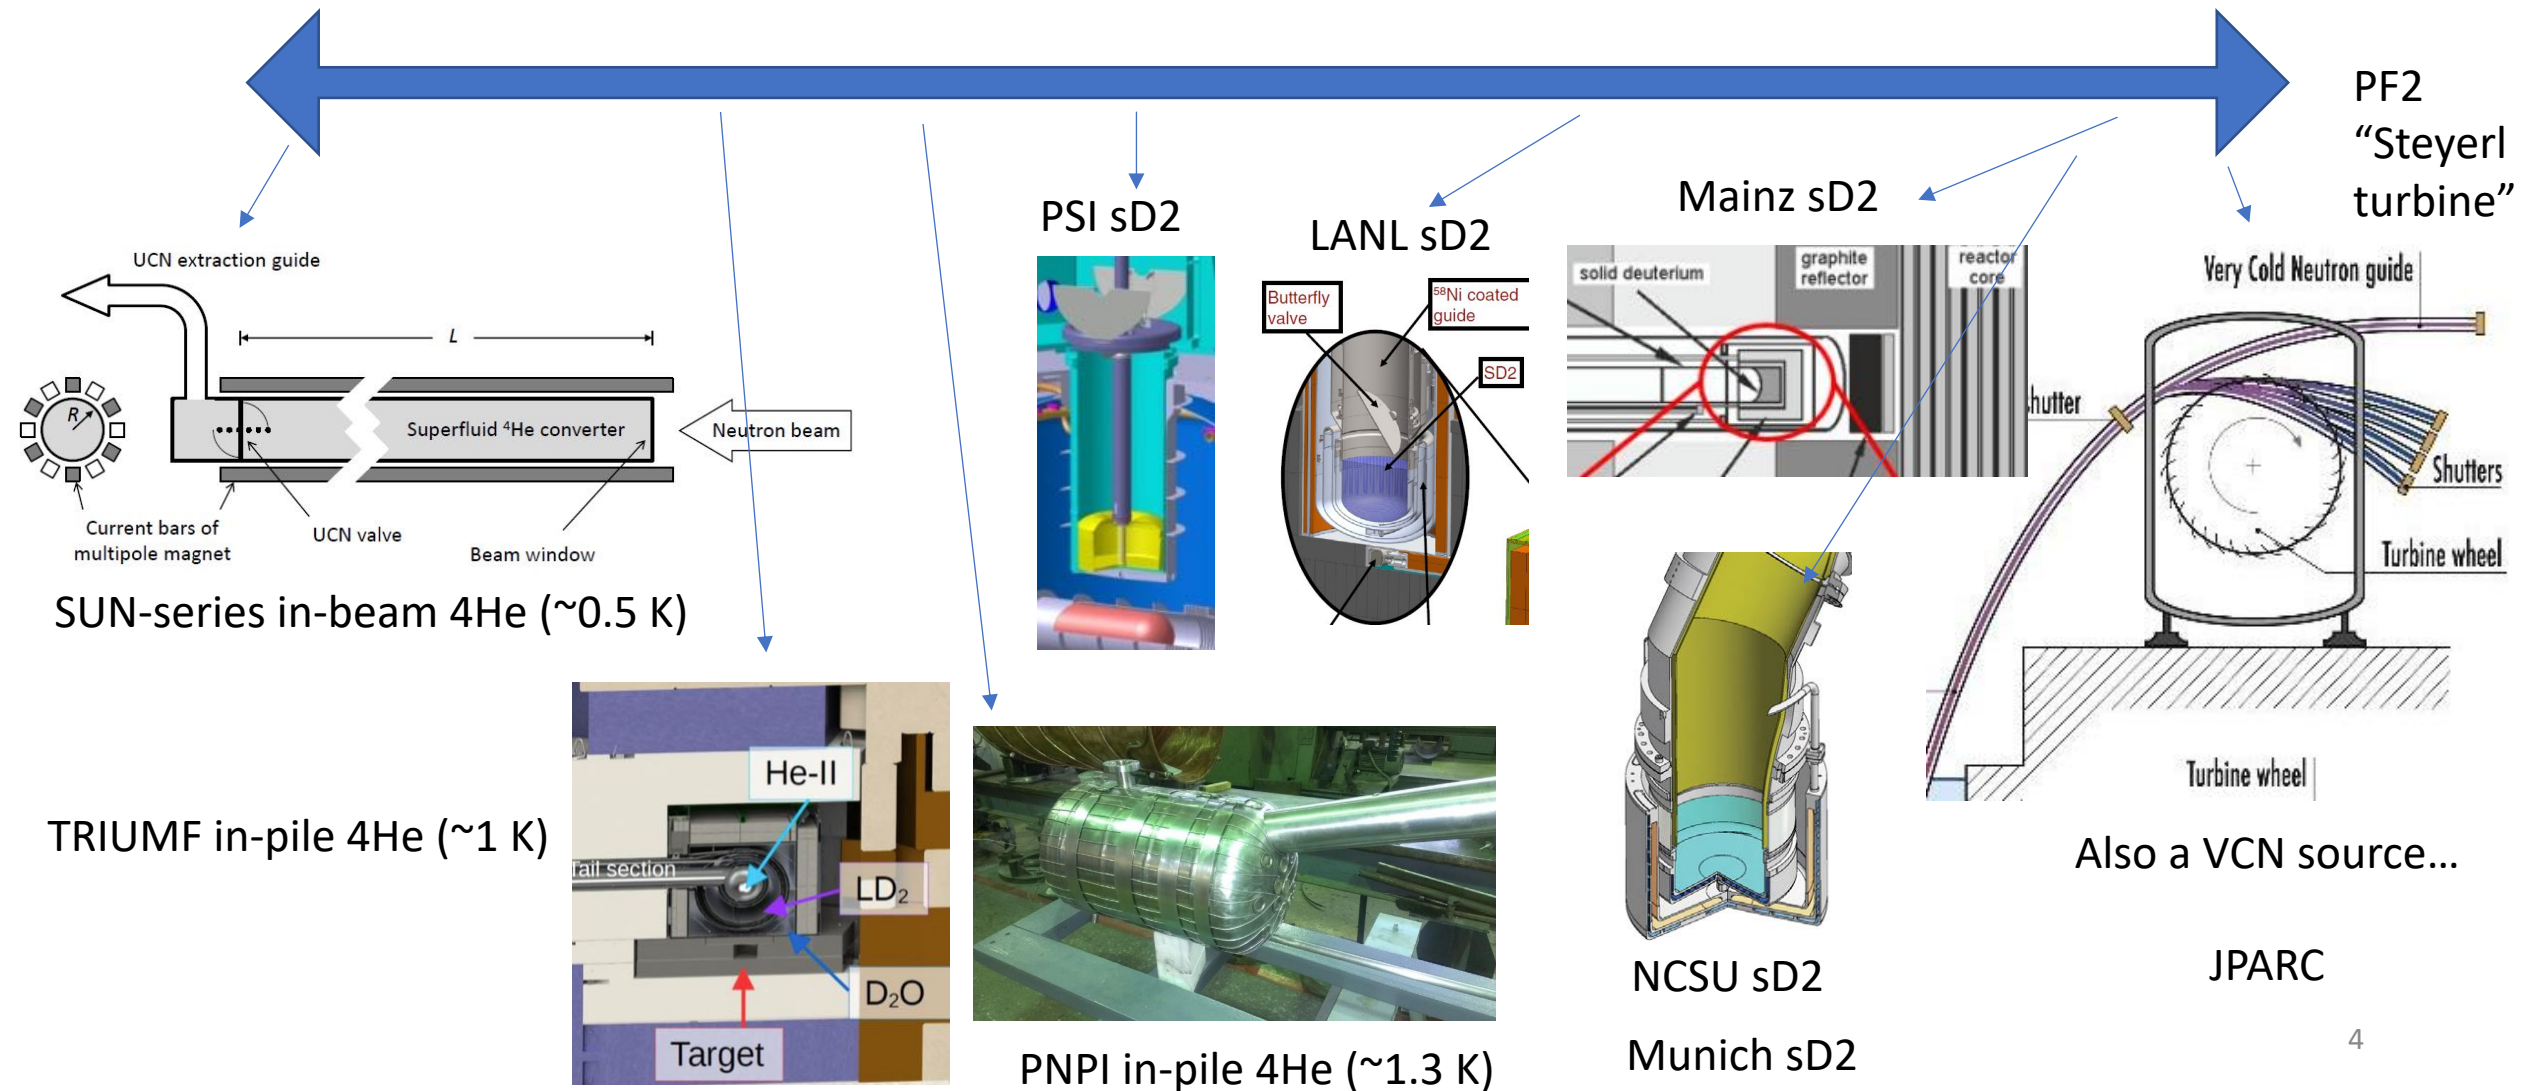 PF2
“Steyerl
turbine”
PSI sD2
LANL sD2
Mainz sD2
UCN extraction guide
L
R
Superfluid ⁴He converter
Neutron beam
Current bars of
multipole magnet
UCN valve
Beam window
SUN-series in-beam 4He (~0.5 K)
Butterfly
valve
⁵⁸Ni coated
guide
SD2
solid deuterium
graphite
reflector
reactor
core
Very Cold Neutron guide
hutter
Shutters
Turbine wheel
Turbine wheel
TRIUMF in-pile 4He (~1 K)
He-II
Tail section
LD₂
D₂O
Target
PNPI in-pile 4He (~1.3 K)
NCSU sD2
Munich sD2
Also a VCN source…
JPARC
4